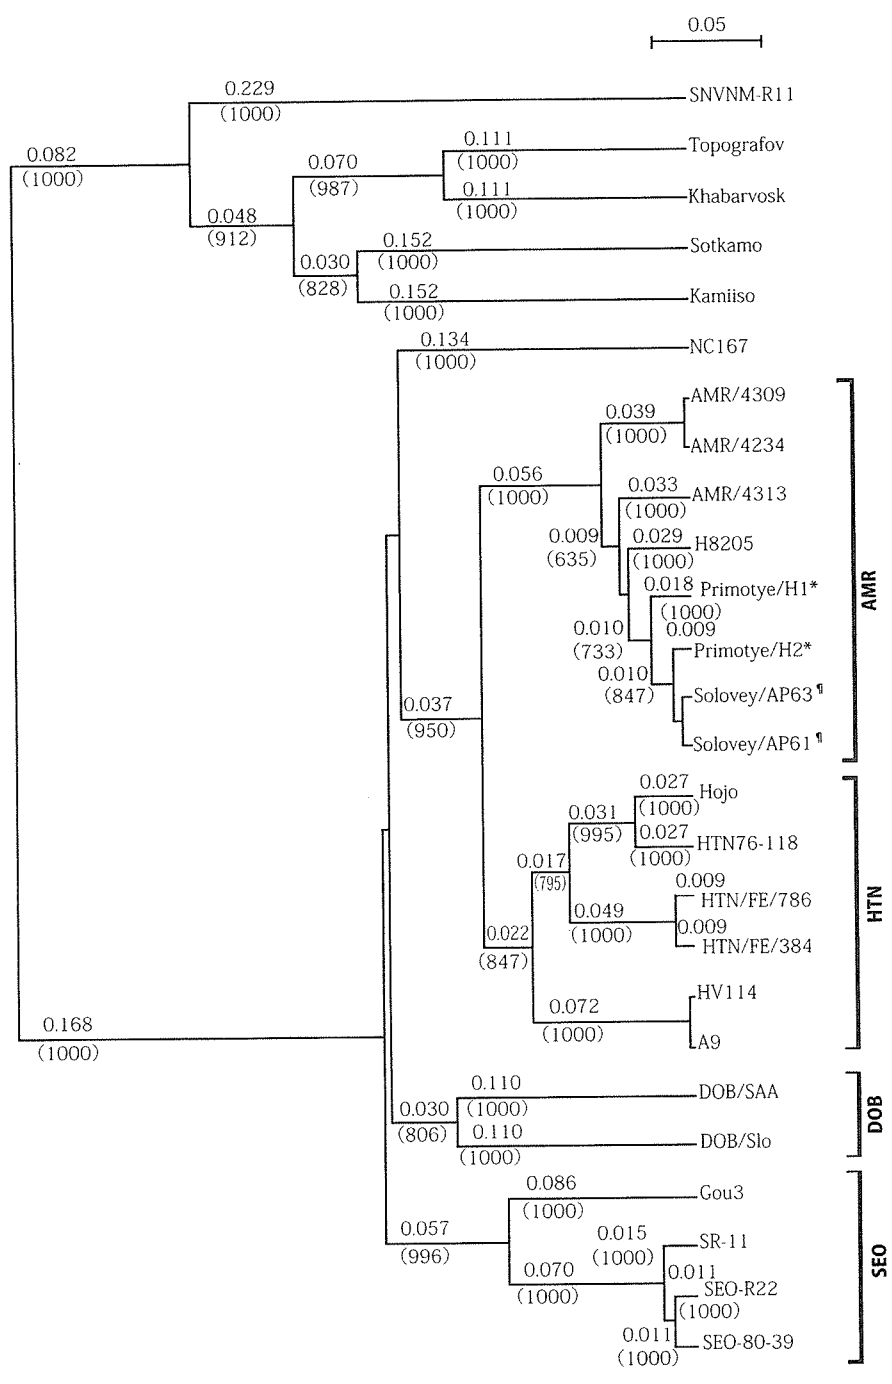 0.05
0.229
(1000)
SNVNM-R11
0.082
(1000)
0.111
(1000)
Topografov
0.070
(987)
0.111
(1000)
Khabarvosk
0.048
(912)
0.152
(1000)
Sotkamo
0.030
(828)
0.152
(1000)
Kamiiso
0.134
(1000)
NC167
AMR/4309
0.039
(1000)
AMR/4234
0.056
(1000)
0.033
(1000)
AMR/4313
0.009
(635)
0.029
(1000)
H8205
0.018
(1000)
Primotye/H1*
0.010
(733)
0.009
Primotye/H2*
0.010
(847)
Solovey/AP63¶
Solovey/AP61¶
AMR
0.037
(950)
0.027
(1000)
Hojo
0.031
(995)
0.027
(1000)
HTN76-118
0.017
(795)
0.009
HTN/FE/786
0.049
(1000)
0.009
HTN/FE/384
0.022
(847)
HV114
0.072
(1000)
A9
HTN
0.168
(1000)
0.110
(1000)
DOB/SAA
0.030
(806)
0.110
(1000)
DOB/Slo
DOB
0.086
(1000)
Gou3
0.057
(996)
0.015
(1000)
SR-11
0.070
(1000)
0.011
(1000)
SEO-R22
0.011
(1000)
SEO-80-39
SEO